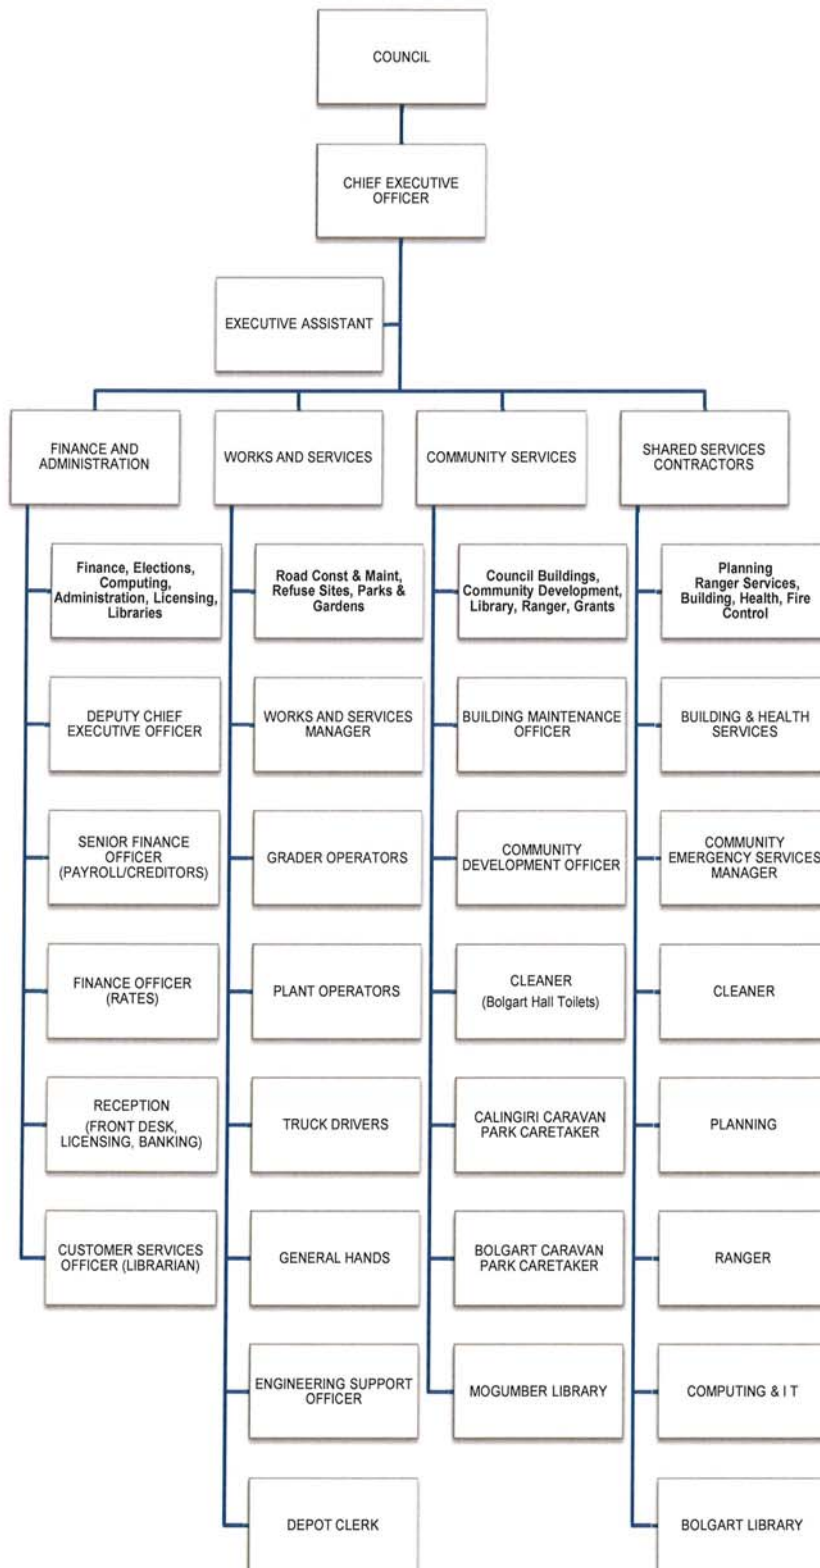 COUNCIL
CHIEF EXECUTIVE
OFFICER
EXECUTIVE ASSISTANT
FINANCE AND
ADMINISTRATION
Finance, Elections,
Computing,
Administration, Licensing,
Libraries
DEPUTY CHIEF
EXECUTIVE OFFICER
SENIOR FINANCE
OFFICER
(PAYROLL/CREDITORS)
FINANCE OFFICER
(RATES)
RECEPTION
(FRONT DESK,
LICENSING, BANKING)
CUSTOMER SERVICES
OFFICER (LIBRARIAN)
WORKS AND SERVICES
Road Const & Maint,
Refuse Sites, Parks &
Gardens
WORKS AND SERVICES
MANAGER
GRADER OPERATORS
PLANT OPERATORS
TRUCK DRIVERS
GENERAL HANDS
ENGINEERING SUPPORT
OFFICER
DEPOT CLERK
COMMUNITY SERVICES
Council Buildings,
Community Development,
Library, Ranger, Grants
BUILDING MAINTENANCE
OFFICER
COMMUNITY
DEVELOPMENT OFFICER
CLEANER
(Bolgart Hall Toilets)
CALINGIRI CARAVAN
PARK CARETAKER
BOLGART CARAVAN
PARK CARETAKER
MOGUMBER LIBRARY
SHARED SERVICES
CONTRACTORS
Planning
Ranger Services,
Building, Health, Fire
Control
BUILDING & HEALTH
SERVICES
COMMUNITY
EMERGENCY SERVICES
MANAGER
CLEANER
PLANNING
RANGER
COMPUTING & I T
BOLGART LIBRARY